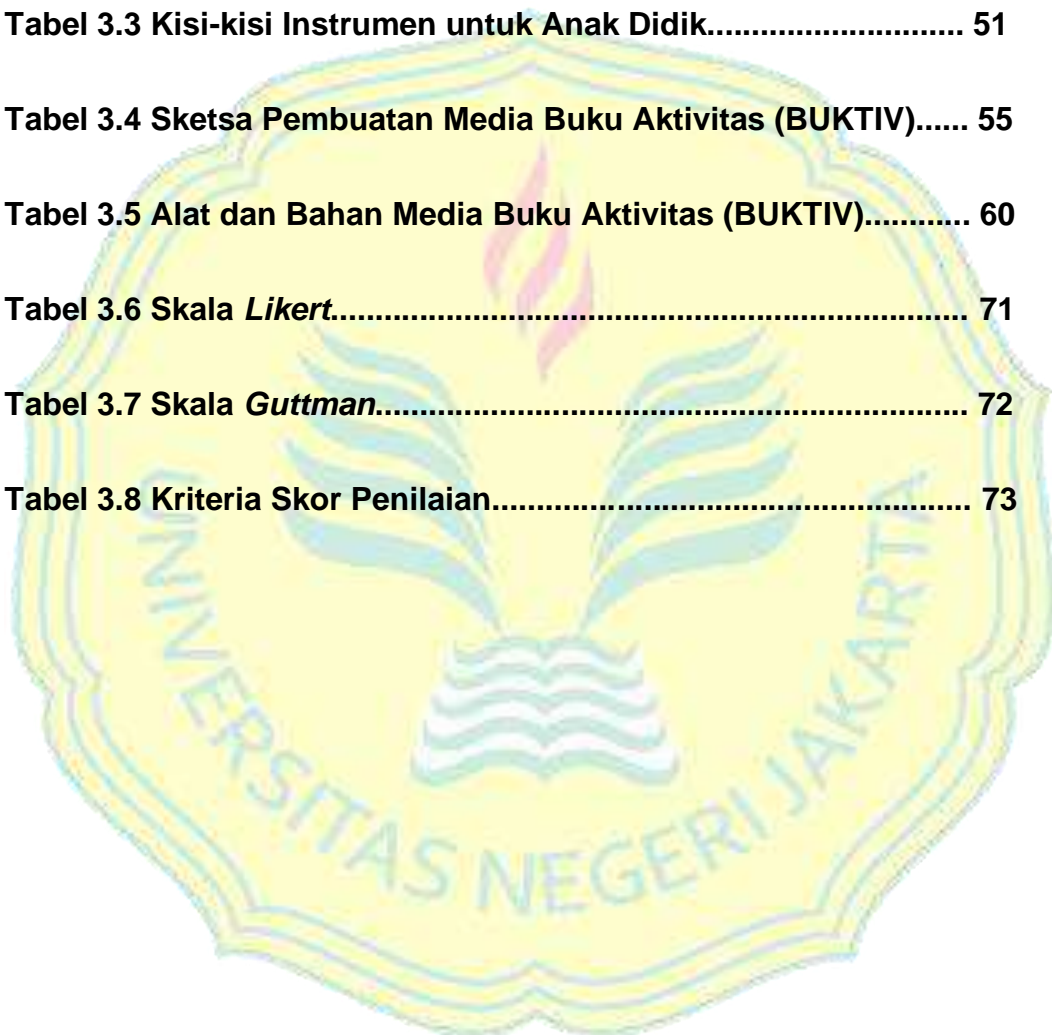 Tabel 3.3 Kisi-kisi Instrumen untuk Anak Didik............................. 51
Tabel 3.4 Sketsa Pembuatan Media Buku Aktivitas (BUKTIV)...... 55
Tabel 3.5 Alat dan Bahan Media Buku Aktivitas (BUKTIV)............ 60
Tabel 3.6 Skala Likert....................................................................... 71
Tabel 3.7 Skala Guttman.................................................................. 72
Tabel 3.8 Kriteria Skor Penilaian..................................................... 73
UNIVERSITAS NEGERI JAKARTA